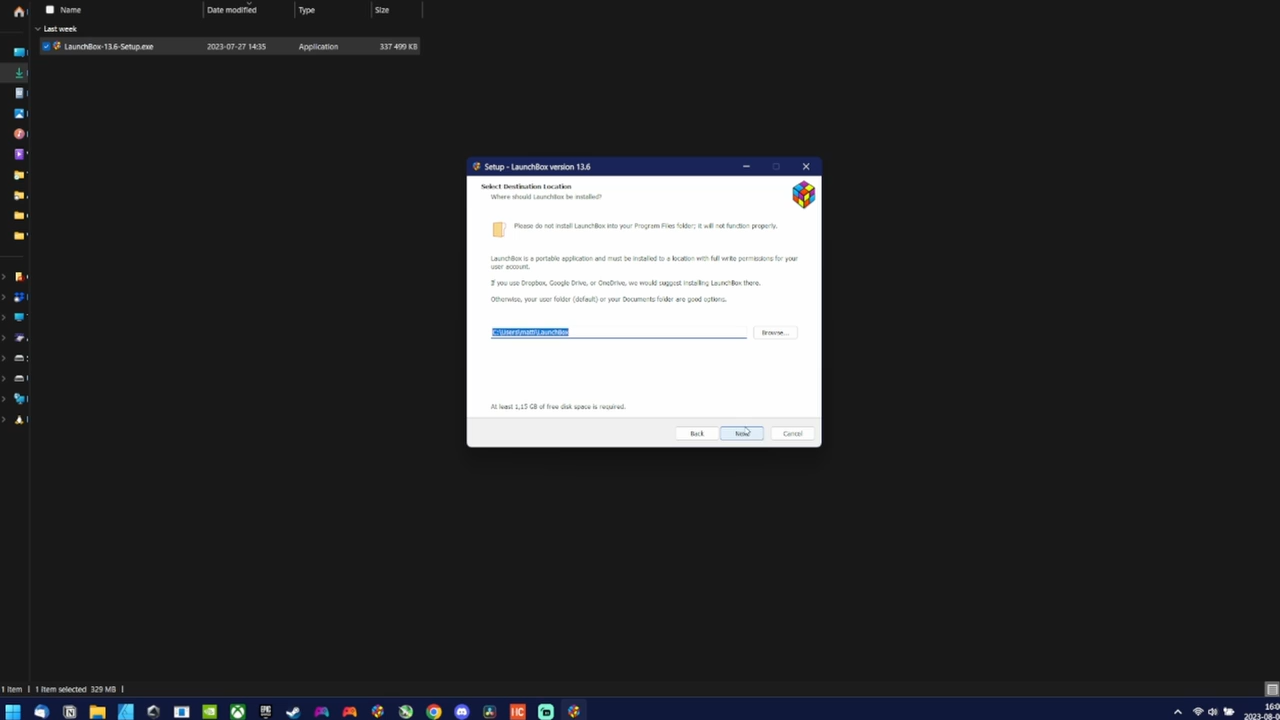 Name Date modified Type Size
Last week
LaunchBox-13.6-Setup.exe 2023-07-27 14:35 Application 337 499 KB
Setup - LaunchBox version 13.6
Select Destination Location
Where should LaunchBox be installed?
Please do not install LaunchBox into your Program Files folder; it will not function properly.
LaunchBox is a portable application and must be installed to a location with full write permissions for your
user account.
If you use Dropbox, Google Drive, or OneDrive, we would suggest installing LaunchBox there.
Otherwise, your user folder (default) or your Documents folder are good options.
C:\Users\matti\LaunchBox Browse...
At least 1,15 GB of free disk space is required.
Back Next Cancel
1 item 1 item selected 329 MB
HC